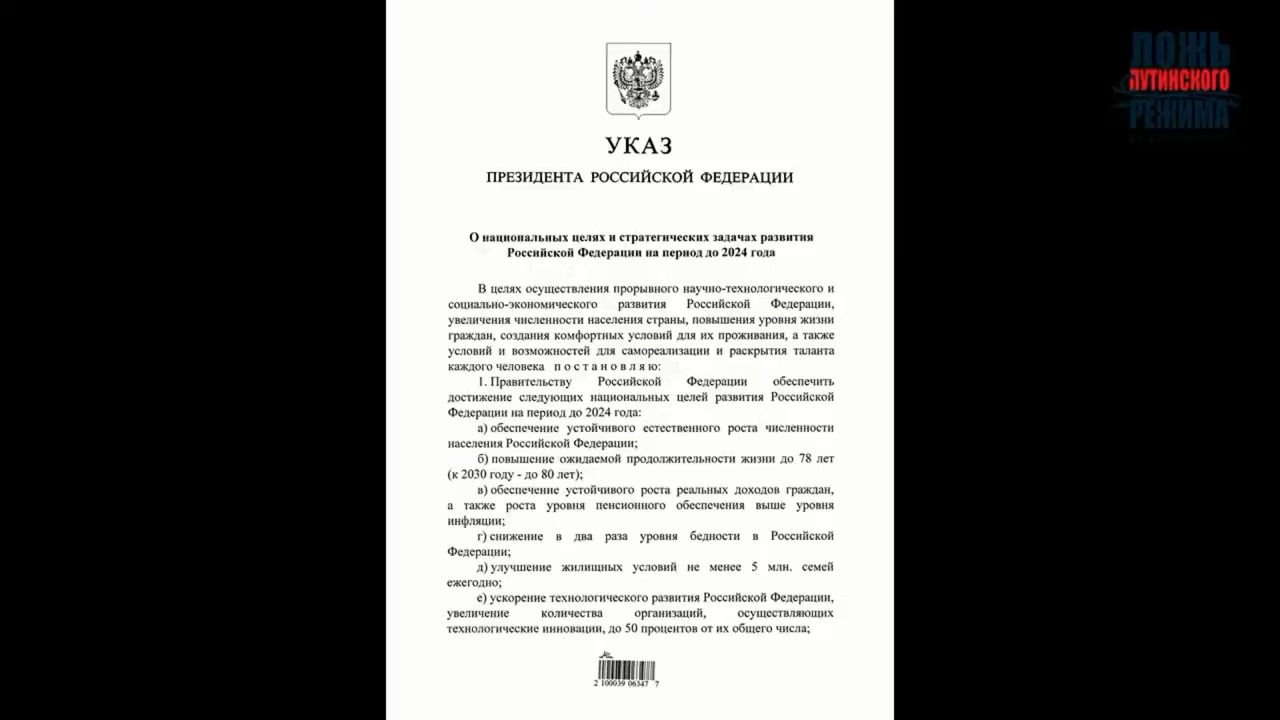 ЛОЖЬ
ПУТИНСКОГО
РЕЖИМА
УКАЗ
ПРЕЗИДЕНТА РОССИЙСКОЙ ФЕДЕРАЦИИ
О национальных целях и стратегических задачах развития
Российской Федерации на период до 2024 года
В целях осуществления прорывного научно-технологического и
социально-экономического развития Российской Федерации,
увеличения численности населения страны, повышения уровня жизни
граждан, создания комфортных условий для их проживания, а также
условий и возможностей для самореализации и раскрытия таланта
каждого человека п о с т а н о в л я ю:
1. Правительству Российской Федерации обеспечить
достижение следующих национальных целей развития Российской
Федерации на период до 2024 года:
а) обеспечение устойчивого естественного роста численности
населения Российской Федерации;
б) повышение ожидаемой продолжительности жизни до 78 лет
(к 2030 году - до 80 лет);
в) обеспечение устойчивого роста реальных доходов граждан,
а также роста уровня пенсионного обеспечения выше уровня
инфляции;
г) снижение в два раза уровня бедности в Российской
Федерации;
д) улучшение жилищных условий не менее 5 млн. семей
ежегодно;
е) ускорение технологического развития Российской Федерации,
увеличение количества организаций, осуществляющих
технологические инновации, до 50 процентов от их общего числа;
2 100039 06347 7